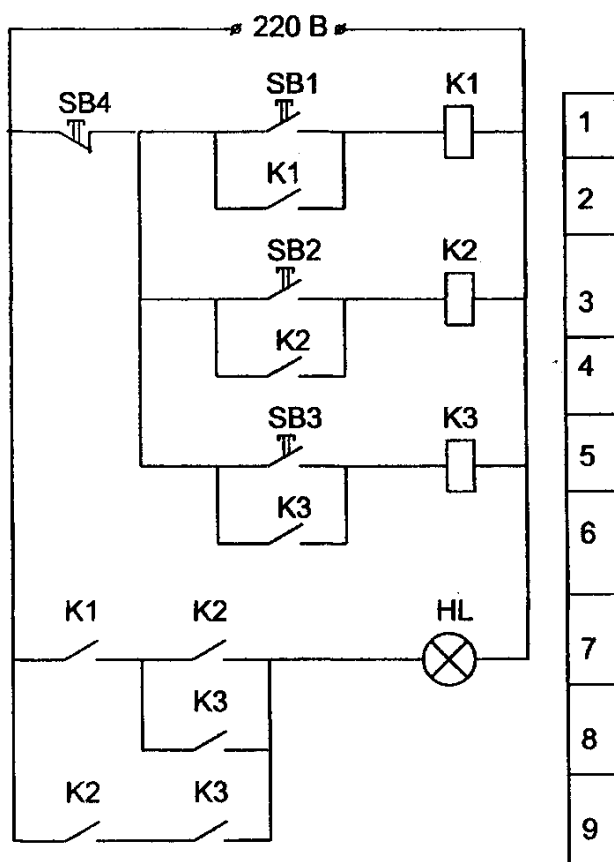 220 В
SB4 SB1 K1 1
K1 2
SB2 K2 3
K2 4
SB3 K3 5
K3 6
K1 K2 HL 7
K3 8
K2 K3 9